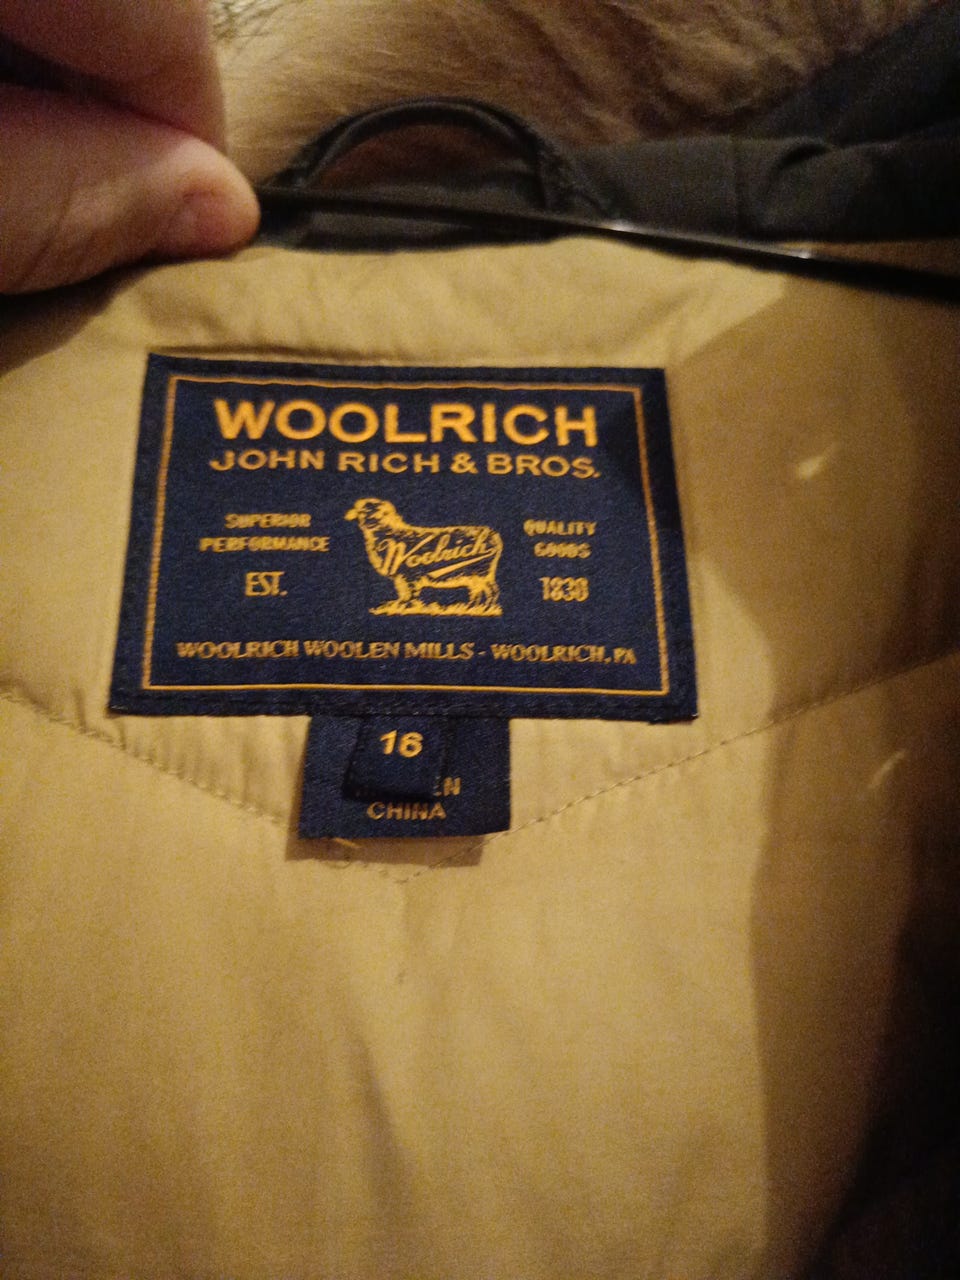 WOOLRICH
JOHN RICH & BROS.
SUPERIOR
PERFORMANCE
EST.
Woolrich
QUALITY
GOODS
1830
WOOLRICH WOOLEN MILLS - WOOLRICH, PA
16
CHINA